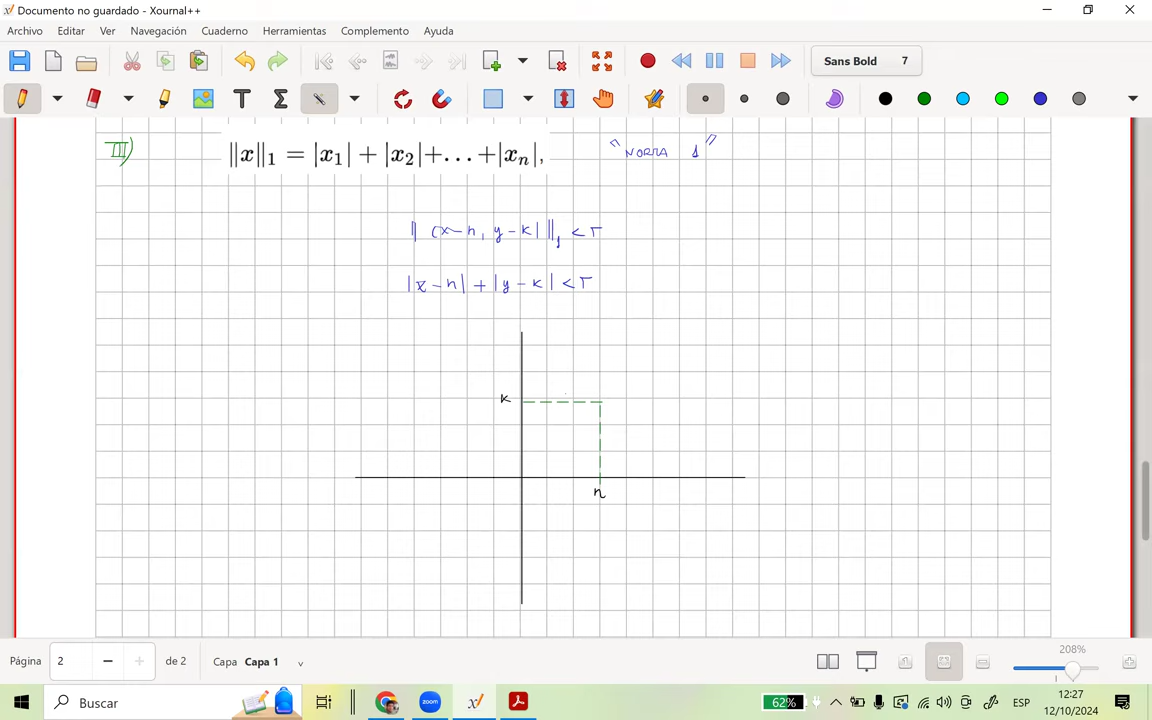 Documento no guardado - Xournal++
Archivo Editar Ver Navegación Cuaderno Herramientas Complemento Ayuda
Sans Bold 7
III) ‖x‖₁ = |x₁| + |x₂|+…+|xₙ|, "NORMA 1"
‖ (x-h, y-k| ‖₁ < r
|x-h| + |y-k| < r
k
h
Página 2 de 2 Capa Capa 1 208%
Buscar 62% ESP 12:27
12/10/2024